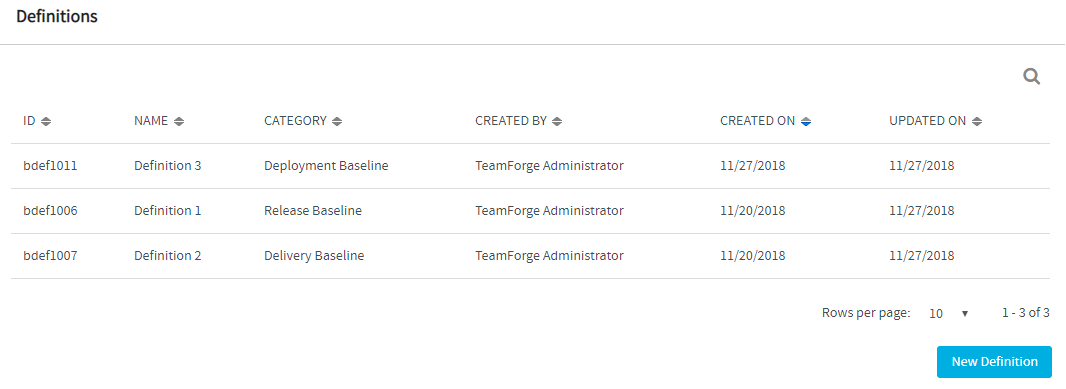 Definitions
ID NAME CATEGORY CREATED BY CREATED ON UPDATED ON
bdef1011 Definition 3 Deployment Baseline TeamForge Administrator 11/27/2018 11/27/2018
bdef1006 Definition 1 Release Baseline TeamForge Administrator 11/20/2018 11/27/2018
bdef1007 Definition 2 Delivery Baseline TeamForge Administrator 11/20/2018 11/27/2018
Rows per page: 10 1 - 3 of 3
New Definition